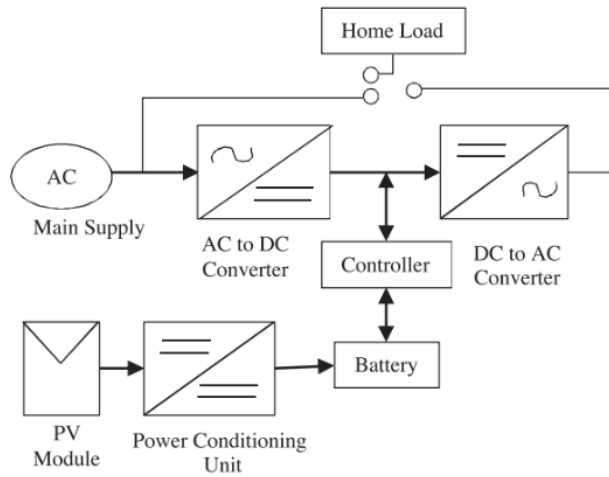 Home Load
AC
Main Supply
AC to DC
Converter
Controller
DC to AC
Converter
Battery
PV
Module
Power Conditioning
Unit